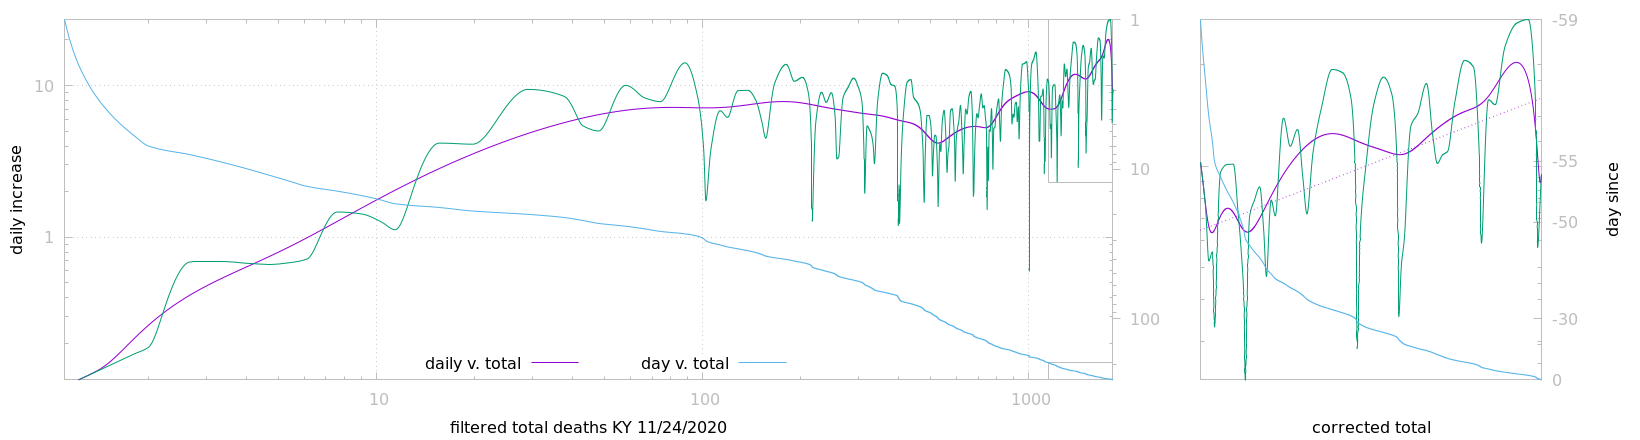 daily increase
10
1
daily v. total
day v. total
10
100
1000
1
10
100
filtered total deaths KY 11/24/2020
-59
-55
-50
-30
0
day since
corrected total